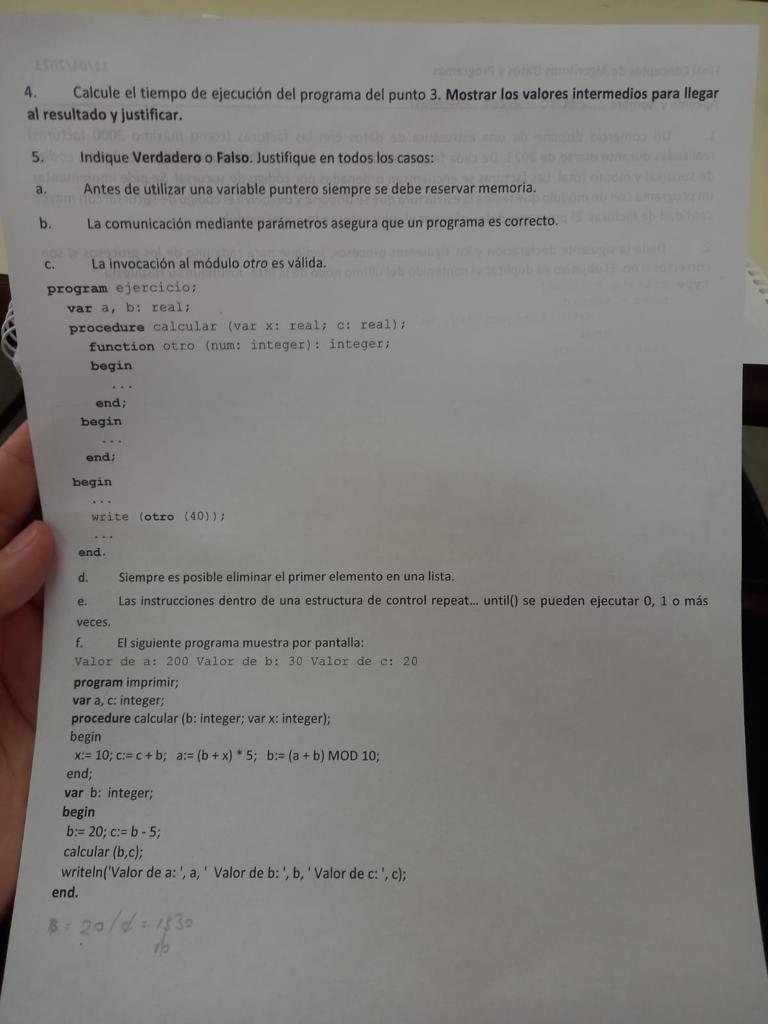 4. Calcule el tiempo de ejecución del programa del punto 3. Mostrar los valores intermedios para llegar
al resultado y justificar.
5. Indique Verdadero o Falso. Justifique en todos los casos:
a. Antes de utilizar una variable puntero siempre se debe reservar memoria.
b. La comunicación mediante parámetros asegura que un programa es correcto.
c. La invocación al módulo otro es válida.
program ejercicio;
var a, b: real;
procedure calcular (var x: real; c: real);
function otro (num: integer): integer;
begin
...
end;
begin
...
end;
begin
...
write (otro (40));
...
end.
d. Siempre es posible eliminar el primer elemento en una lista.
e. Las instrucciones dentro de una estructura de control repeat... until() se pueden ejecutar 0, 1 o más
veces.
f. El siguiente programa muestra por pantalla:
Valor de a: 200 Valor de b: 30 Valor de c: 20
program imprimir;
var a, c: integer;
procedure calcular (b: integer; var x: integer);
begin
x:= 10; c:= c + b; a:= (b + x) * 5; b:= (a + b) MOD 10;
end;
var b: integer;
begin
b:= 20; c:= b - 5;
calcular (b,c);
writeln('Valor de a: ', a, ' Valor de b: ', b, ' Valor de c: ', c);
end.
B = 20 /